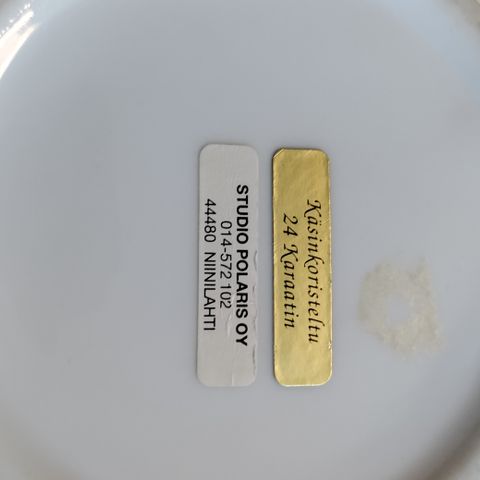 STUDIO POLARIS OY
014-572 102
44480 NIINILAHTI
Käsinkoristeltu
24 Karaatin